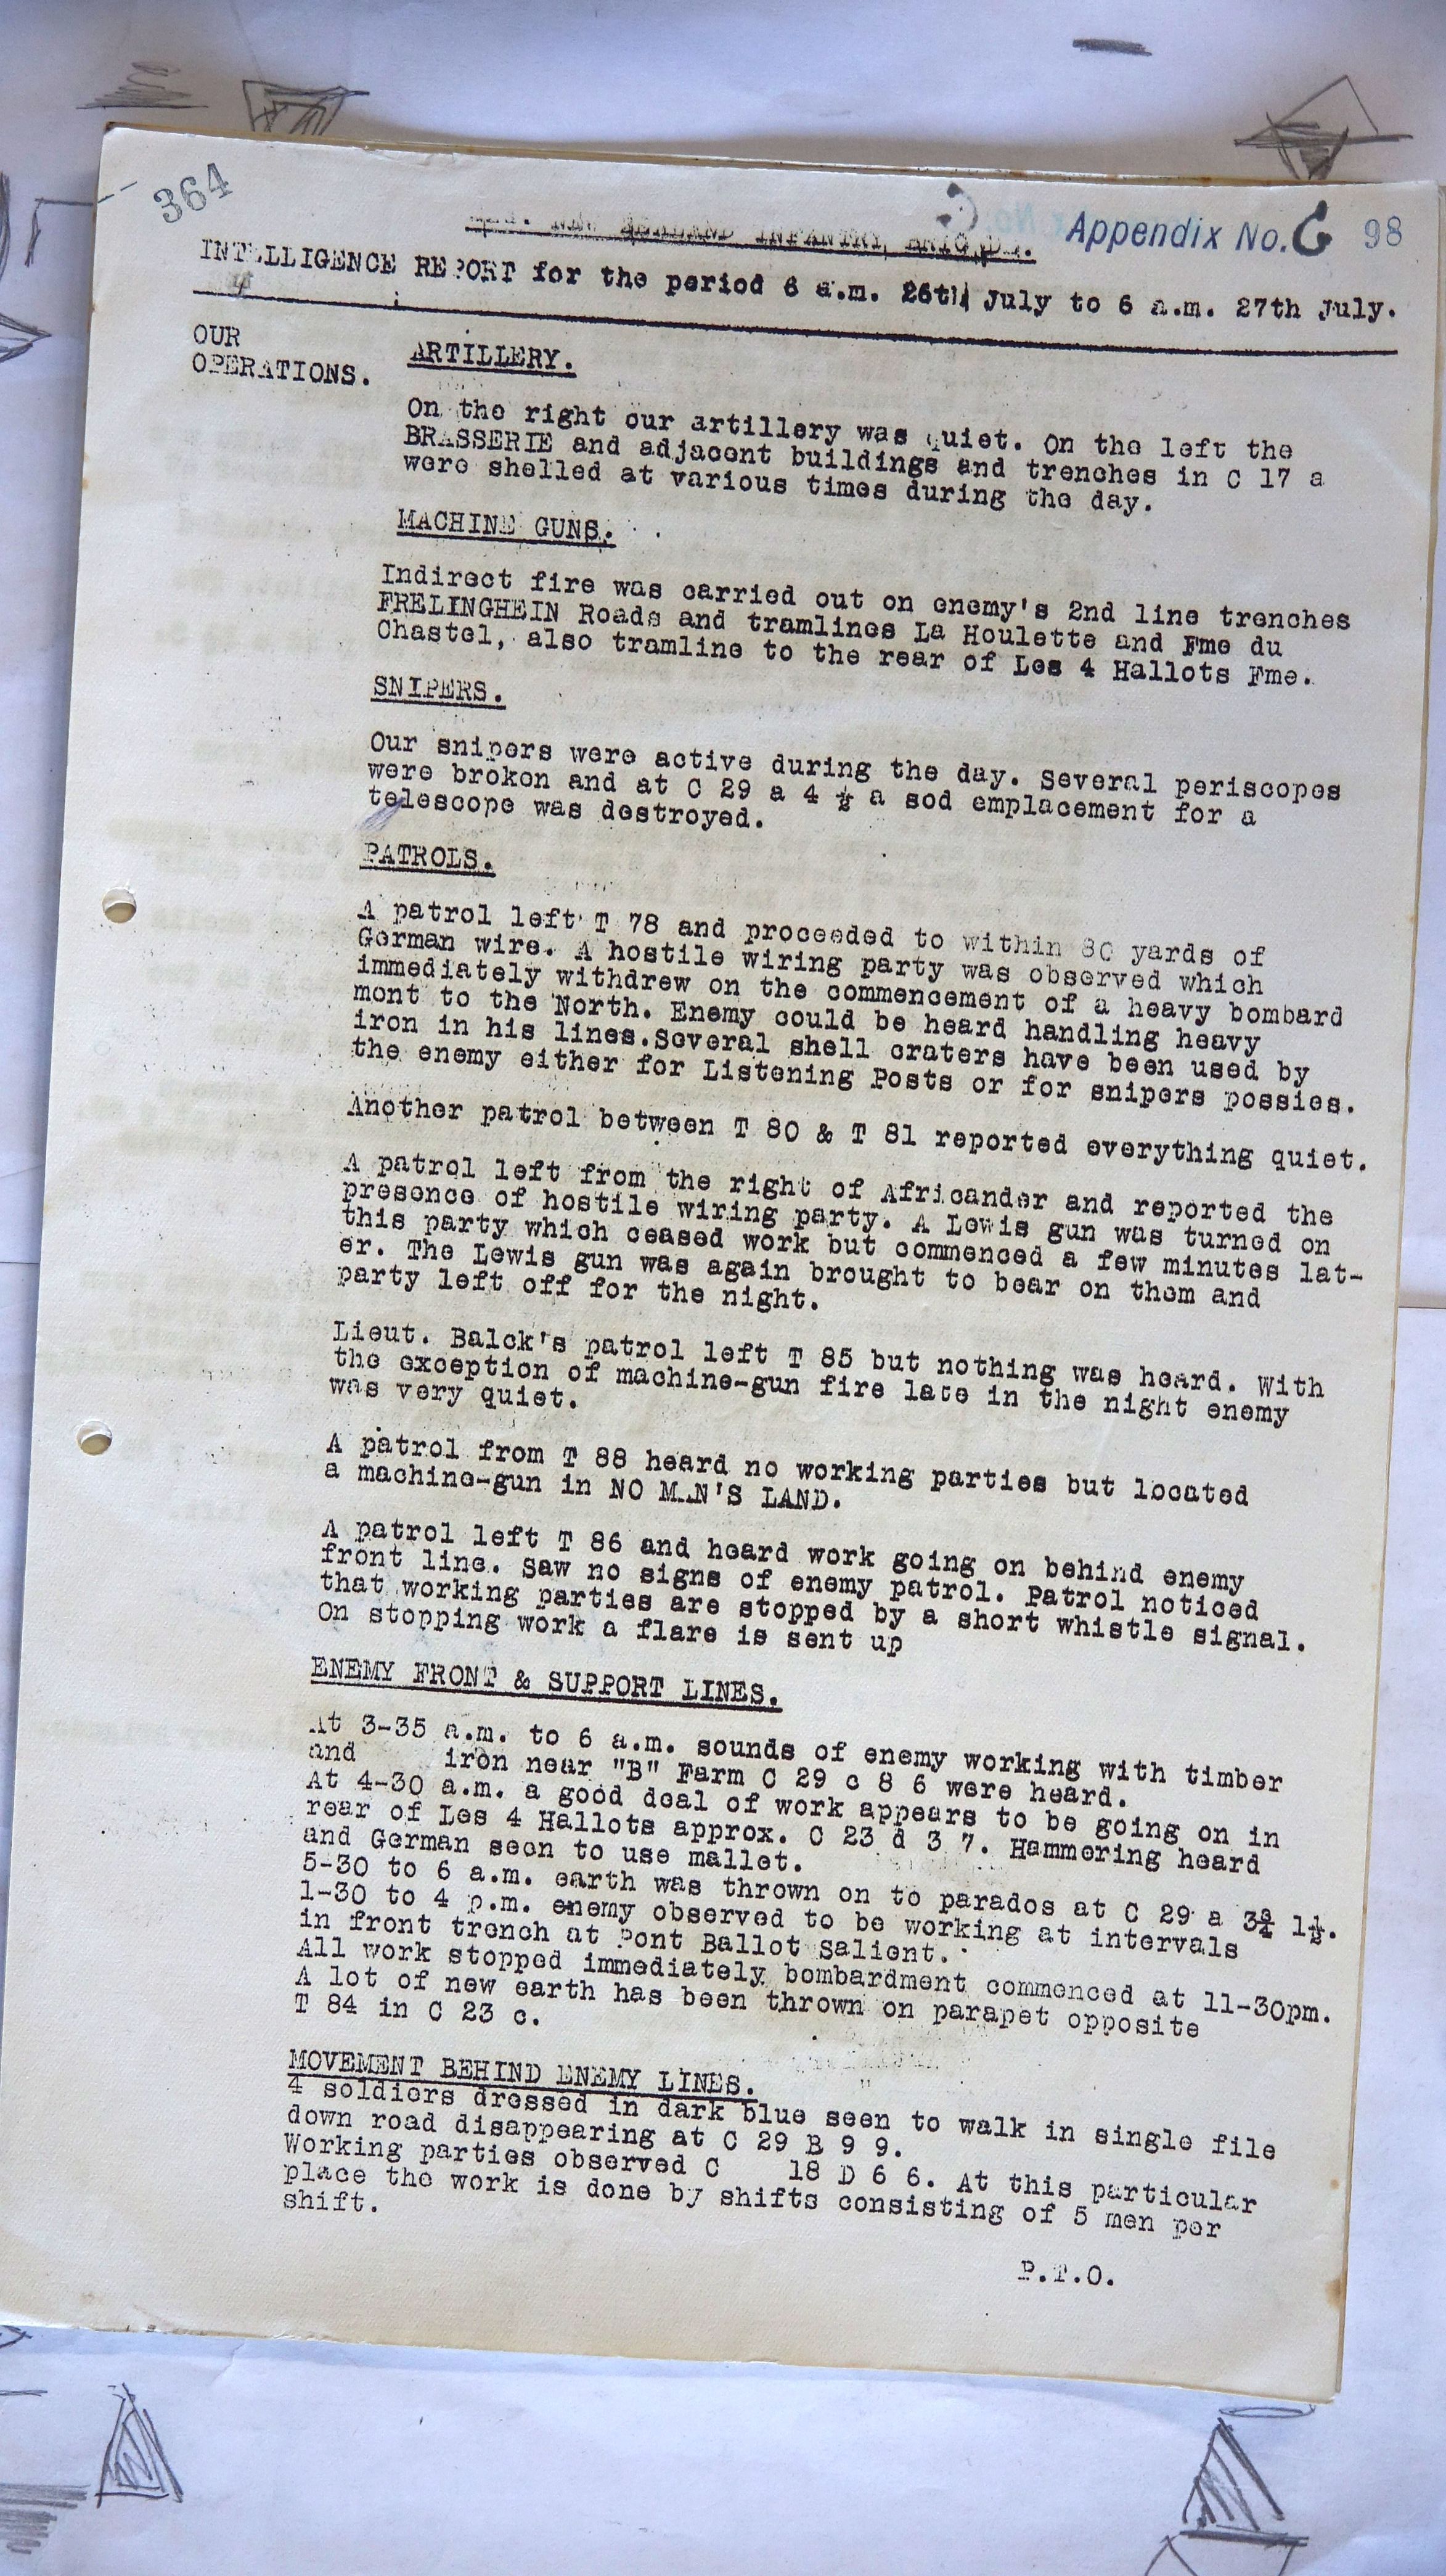 364
NEW ZEALAND INFANTRY BRIGADE.
Appendix No. G 98
INTELLIGENCE REPORT for the period 6 a.m. 26th July to 6 a.m. 27th July.
OUR
OPERATIONS.
ARTILLERY.
On the right our artillery was quiet. On the left the
BRASSERIE and adjacent buildings and trenches in C 17 a
were shelled at various times during the day.
MACHINE GUNS.
Indirect fire was carried out on enemy's 2nd line trenches
FRELINGHEIN Roads and tramlines La Houlette and Fme du
Chastel, also tramline to the rear of Les 4 Hallots Fme.
SNIPERS.
Our snipers were active during the day. Several periscopes
were broken and at C 29 a 4 ½ a sod emplacement for a
telescope was destroyed.
PATROLS.
A patrol left T 78 and proceeded to within 80 yards of
German wire. A hostile wiring party was observed which
immediately withdrew on the commencement of a heavy bombard
ment to the North. Enemy could be heard handling heavy
iron in his lines.Several shell craters have been used by
the enemy either for Listening Posts or for snipers possies.
Another patrol between T 80 & T 81 reported everything quiet.
A patrol left from the right of Africander and reported the
presence of hostile wiring party. A Lewis gun was turned on
this party which ceased work but commenced a few minutes lat-
er. The Lewis gun was again brought to bear on them and
party left off for the night.
Lieut. Balck's patrol left T 85 but nothing was heard. With
the exception of machine-gun fire late in the night enemy
was very quiet.
A patrol from T 88 heard no working parties but located
a machine-gun in NO MAN'S LAND.
A patrol left T 86 and heard work going on behind enemy
front line. Saw no signs of enemy patrol. Patrol noticed
that working parties are stopped by a short whistle signal.
On stopping work a flare is sent up
ENEMY FRONT & SUPPORT LINES.
At 3-35 a.m. to 6 a.m. sounds of enemy working with timber
and iron near "B" Farm C 29 c 8 6 were heard.
At 4-30 a.m. a good deal of work appears to be going on in
rear of Les 4 Hallots approx. C 23 d 3 7. Hammering heard
and German seen to use mallet.
5-30 to 6 a.m. earth was thrown on to parados at C 29 a 3¾ 1½.
1-30 to 4 p.m. enemy observed to be working at intervals
in front trench at Pont Ballot Salient.
All work stopped immediately bombardment commenced at 11-30pm.
A lot of new earth has been thrown on parapet opposite
T 84 in C 23 c.
MOVEMENT BEHIND ENEMY LINES.
4 soldiers dressed in dark blue seen to walk in single file
down road disappearing at C 29 B 9 9.
Working parties observed C 18 D 6 6. At this particular
place the work is done by shifts consisting of 5 men per
shift.
P.T.O.